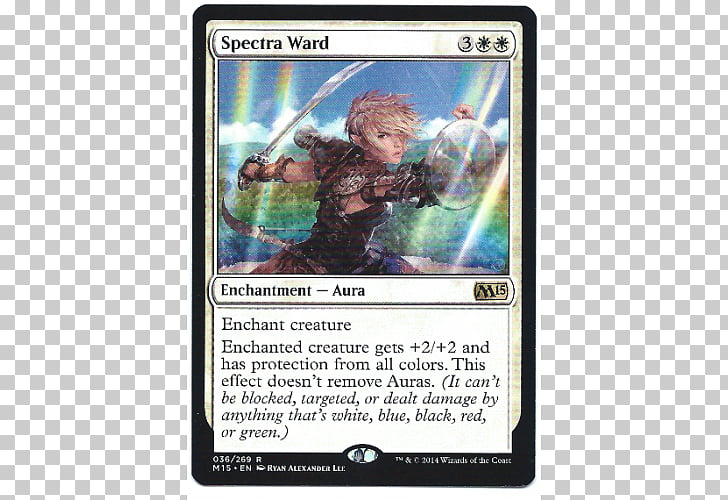 Spectra Ward 3
Enchantment — Aura M15
Enchant creature
Enchanted creature gets +2/+2 and
has protection from all colors. This
effect doesn't remove Auras. (It can't
be blocked, targeted, or dealt damage by
anything that's white, blue, black, red,
or green.)
036/269 R
M15 • EN Ryan Alexander Lee ™ & © 2014 Wizards of the Coast